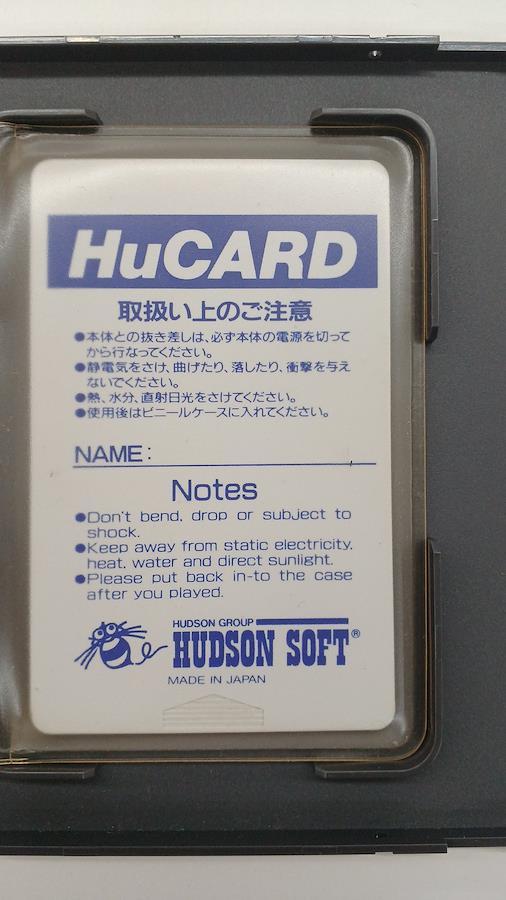 HuCARD
取扱い上のご注意
●本体との抜き差しは、必ず本体の電源を切って
から行なってください。
●静電気をさけ、曲げたり、落したり、衝撃を与え
ないでください。
●熱、水分、直射日光をさけてください。
●使用後はビニールケースに入れてください。
NAME:
Notes
●Don't bend, drop or subject to
shock.
●Keep away from static electricity,
heat, water and direct sunlight.
●Please put back in-to the case
after you played.
HUDSON GROUP
HUDSON SOFT®
MADE IN JAPAN